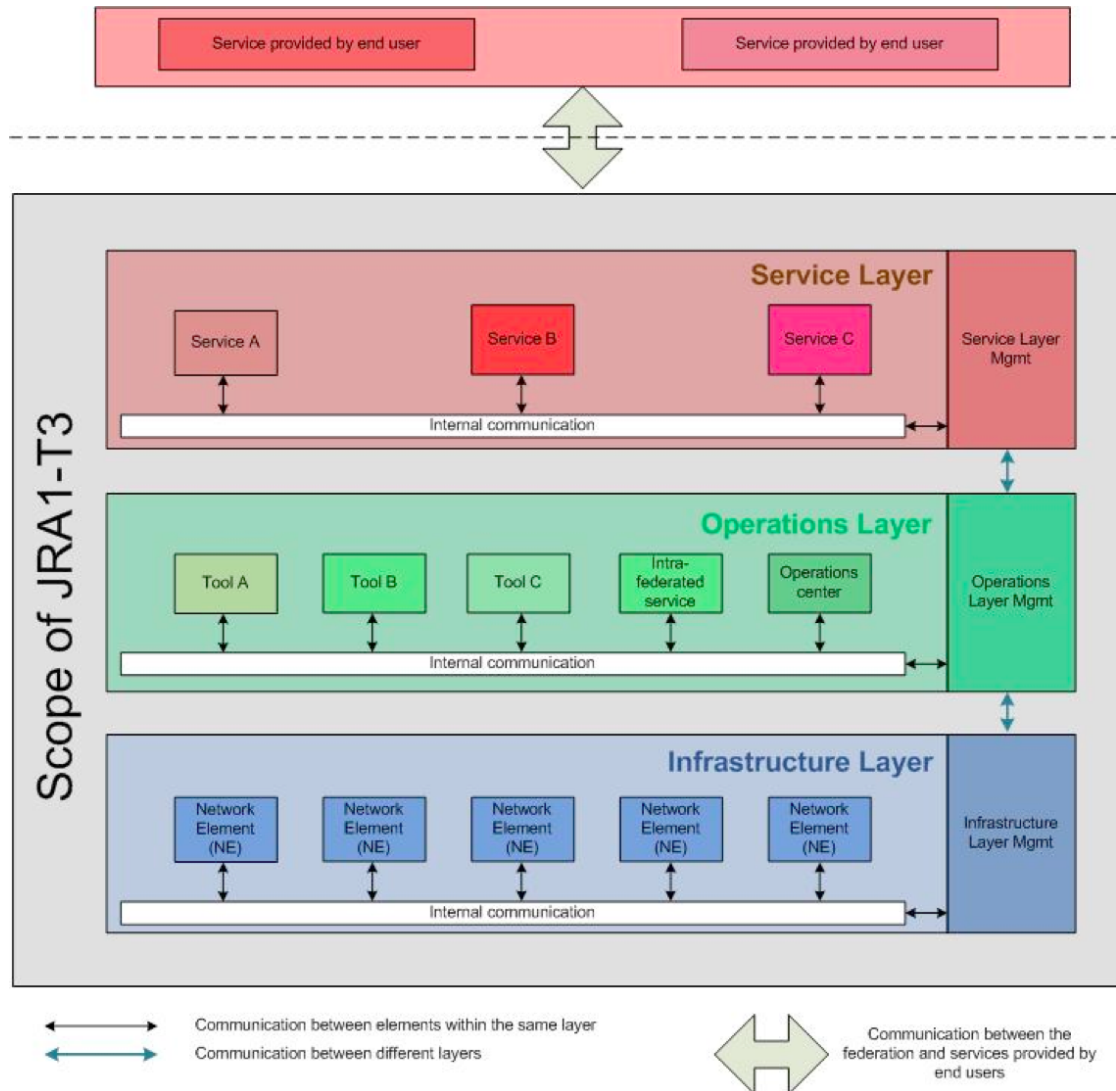 Service provided by end user
Service provided by end user
Scope of JRA1-T3
Service Layer
Service A
Service B
Service C
Internal communication
Service Layer
Mgmt
Operations Layer
Tool A
Tool B
Tool C
Intra-
federated
service
Operations
center
Internal communication
Operations
Layer Mgmt
Infrastructure Layer
Network
Element
(NE)
Network
Element
(NE)
Network
Element
(NE)
Network
Element
(NE)
Network
Element
(NE)
Internal communication
Infrastructure
Layer Mgmt
Communication between elements within the same layer
Communication between different layers
Communication between the
federation and services provided by
end users